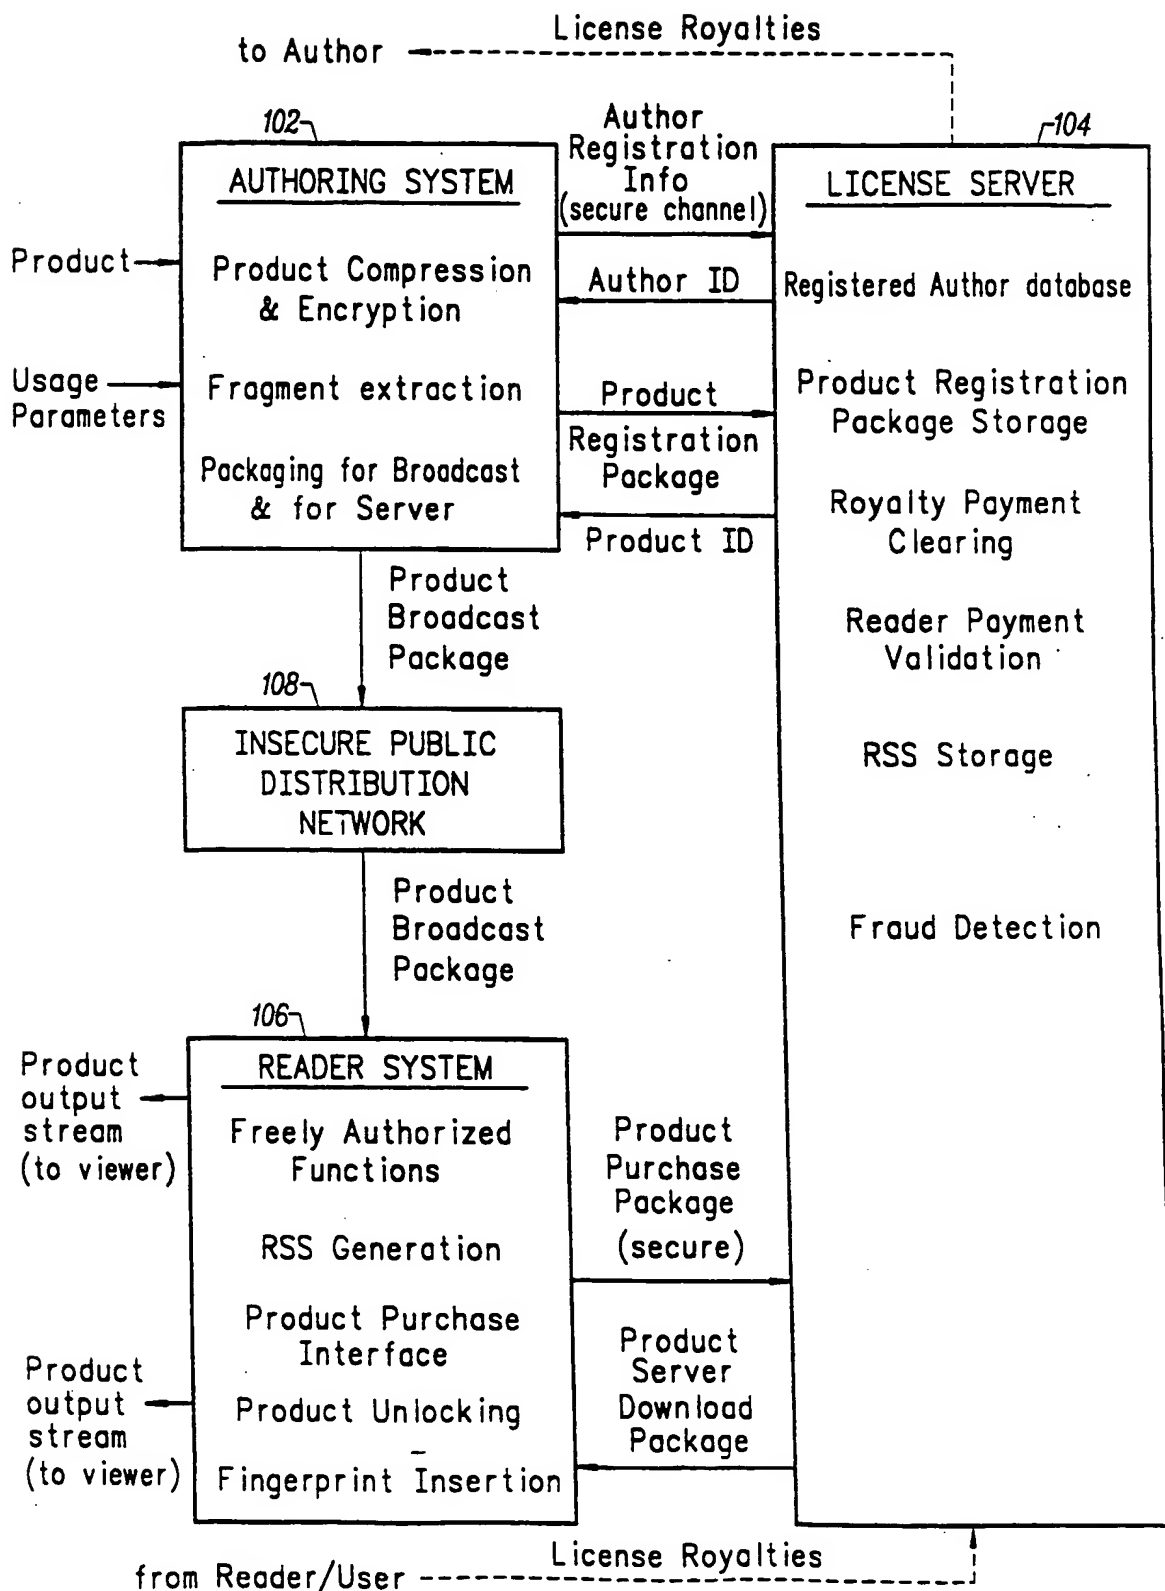 License Royalties
to Author
102
104
AUTHORING SYSTEM
Product Compression
& Encryption
Fragment extraction
Packaging for Broadcast
& for Server
Product
Usage
Parameters
Author
Registration
Info
(secure channel)
Author ID
Product
Registration
Package
Product ID
LICENSE SERVER
Registered Author database
Product Registration
Package Storage
Royalty Payment
Clearing
Reader Payment
Validation
RSS Storage
Fraud Detection
Product
Broadcast
Package
108
INSECURE PUBLIC
DISTRIBUTION
NETWORK
Product
Broadcast
Package
106
READER SYSTEM
Freely Authorized
Functions
RSS Generation
Product Purchase
Interface
Product Unlocking
Fingerprint Insertion
Product
output
stream
(to viewer)
Product
output
stream
(to viewer)
Product
Purchase
Package
(secure)
Product
Server
Download
Package
License Royalties
from Reader/User